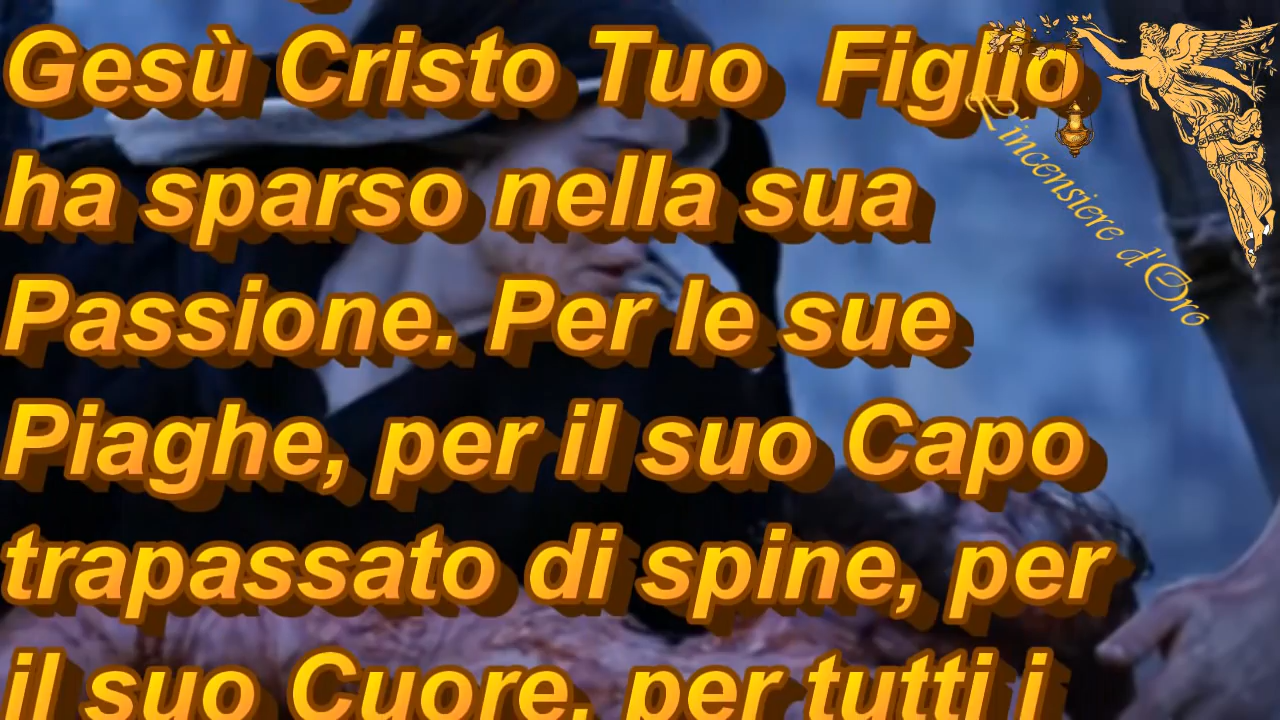 Gesù Cristo Tuo Figlio
ha sparso nella sua
Passione. Per le sue
Piaghe, per il suo Capo
trapassato di spine, per
il suo Cuore, per tutti i
L'incensiere d'Oro